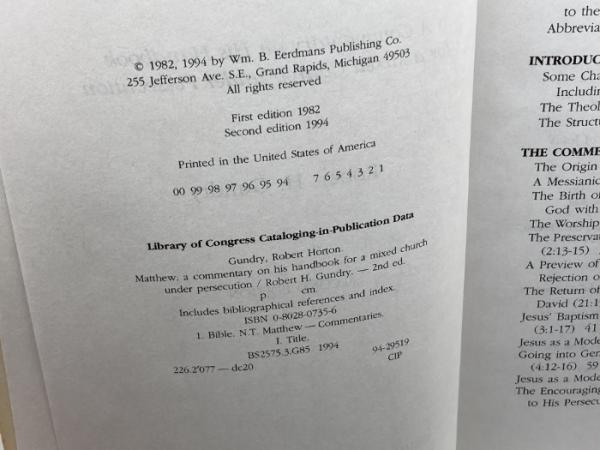 © 1982, 1994 by Wm. B. Eerdmans Publishing Co.
255 Jefferson Ave. S.E., Grand Rapids, Michigan 49503
All rights reserved
First edition 1982
Second edition 1994
Printed in the United States of America
00 99 98 97 96 95 94 7 6 5 4 3 2 1
Library of Congress Cataloging-in-Publication Data
Gundry, Robert Horton.
Matthew, a commentary on his handbook for a mixed church
under persecution / Robert H. Gundry. — 2nd ed.
p. cm.
Includes bibliographical references and index.
ISBN 0-8028-0735-6
1. Bible. N.T. Matthew — Commentaries.
I. Title.
BS2575.3.G85 1994
226.2'077 — dc20 94-29519
CIP
to the
Abbrevia
INTRODUC
Some Cha
Includin
The Theol
The Structu
THE COMME
The Origin
A Messianic
The Birth o
God with
The Worship
The Preservat
(2:13-15)
A Preview of
Rejection o
The Return of
David (21:1
Jesus' Baptism
(3:1-17) 41
Jesus as a Mode
Going into Gen
(4:12-16) 59
Jesus as a Mode
The Encouraging
to His Persecu